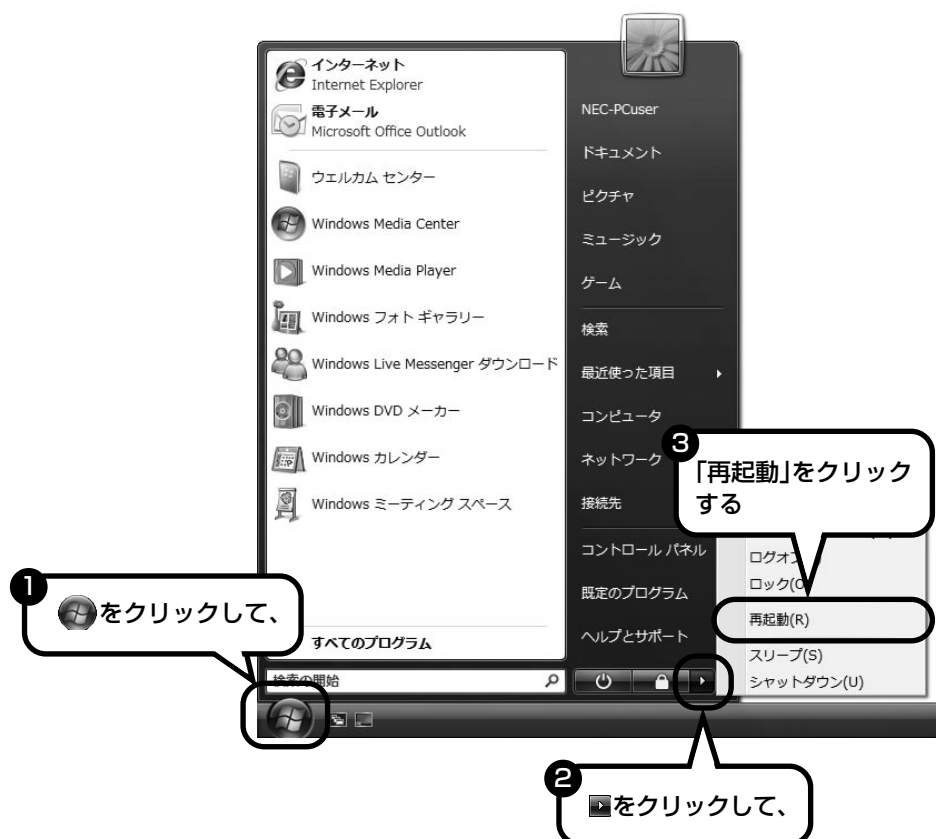 インターネット
Internet Explorer
電子メール
Microsoft Office Outlook
ウェルカム センター
Windows Media Center
Windows Media Player
Windows フォト ギャラリー
Windows Live Messenger ダウンロード
Windows DVD メーカー
Windows カレンダー
Windows ミーティング スペース
すべてのプログラム
検索の開始
NEC-PCuser
ドキュメント
ピクチャ
ミュージック
ゲーム
検索
最近使った項目
コンピュータ
ネットワーク
接続先
コントロール パネル
既定のプログラム
ヘルプとサポート
ログオフ
ロック(O
再起動(R)
スリープ(S)
シャットダウン(U)
1
をクリックして、
2
をクリックして、
3
「再起動」をクリック
する